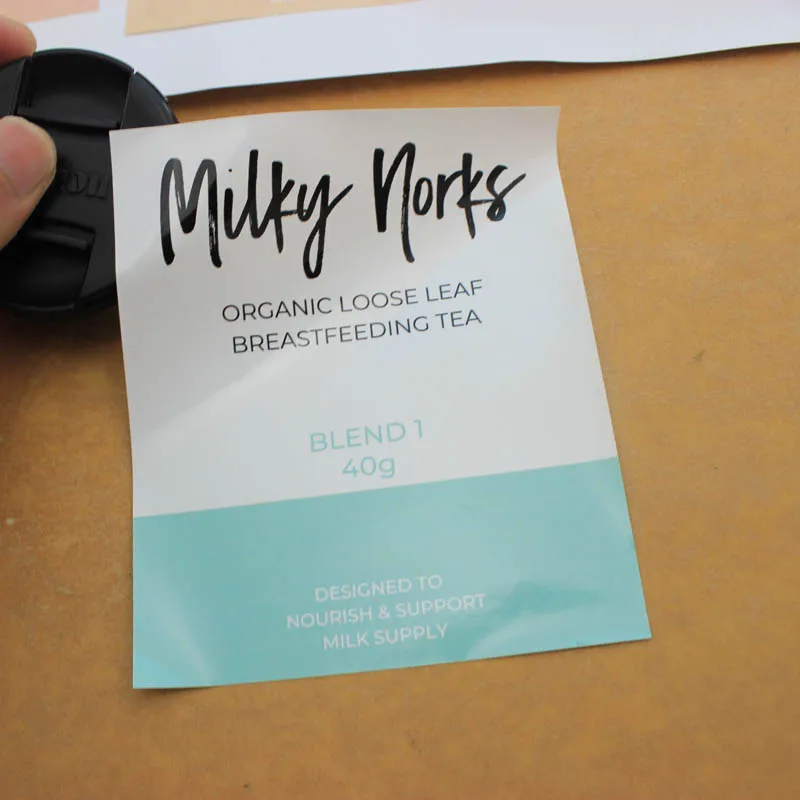 Milky Norks
ORGANIC LOOSE LEAF
BREASTFEEDING TEA
BLEND 1
40g
DESIGNED TO
NOURISH & SUPPORT
MILK SUPPLY